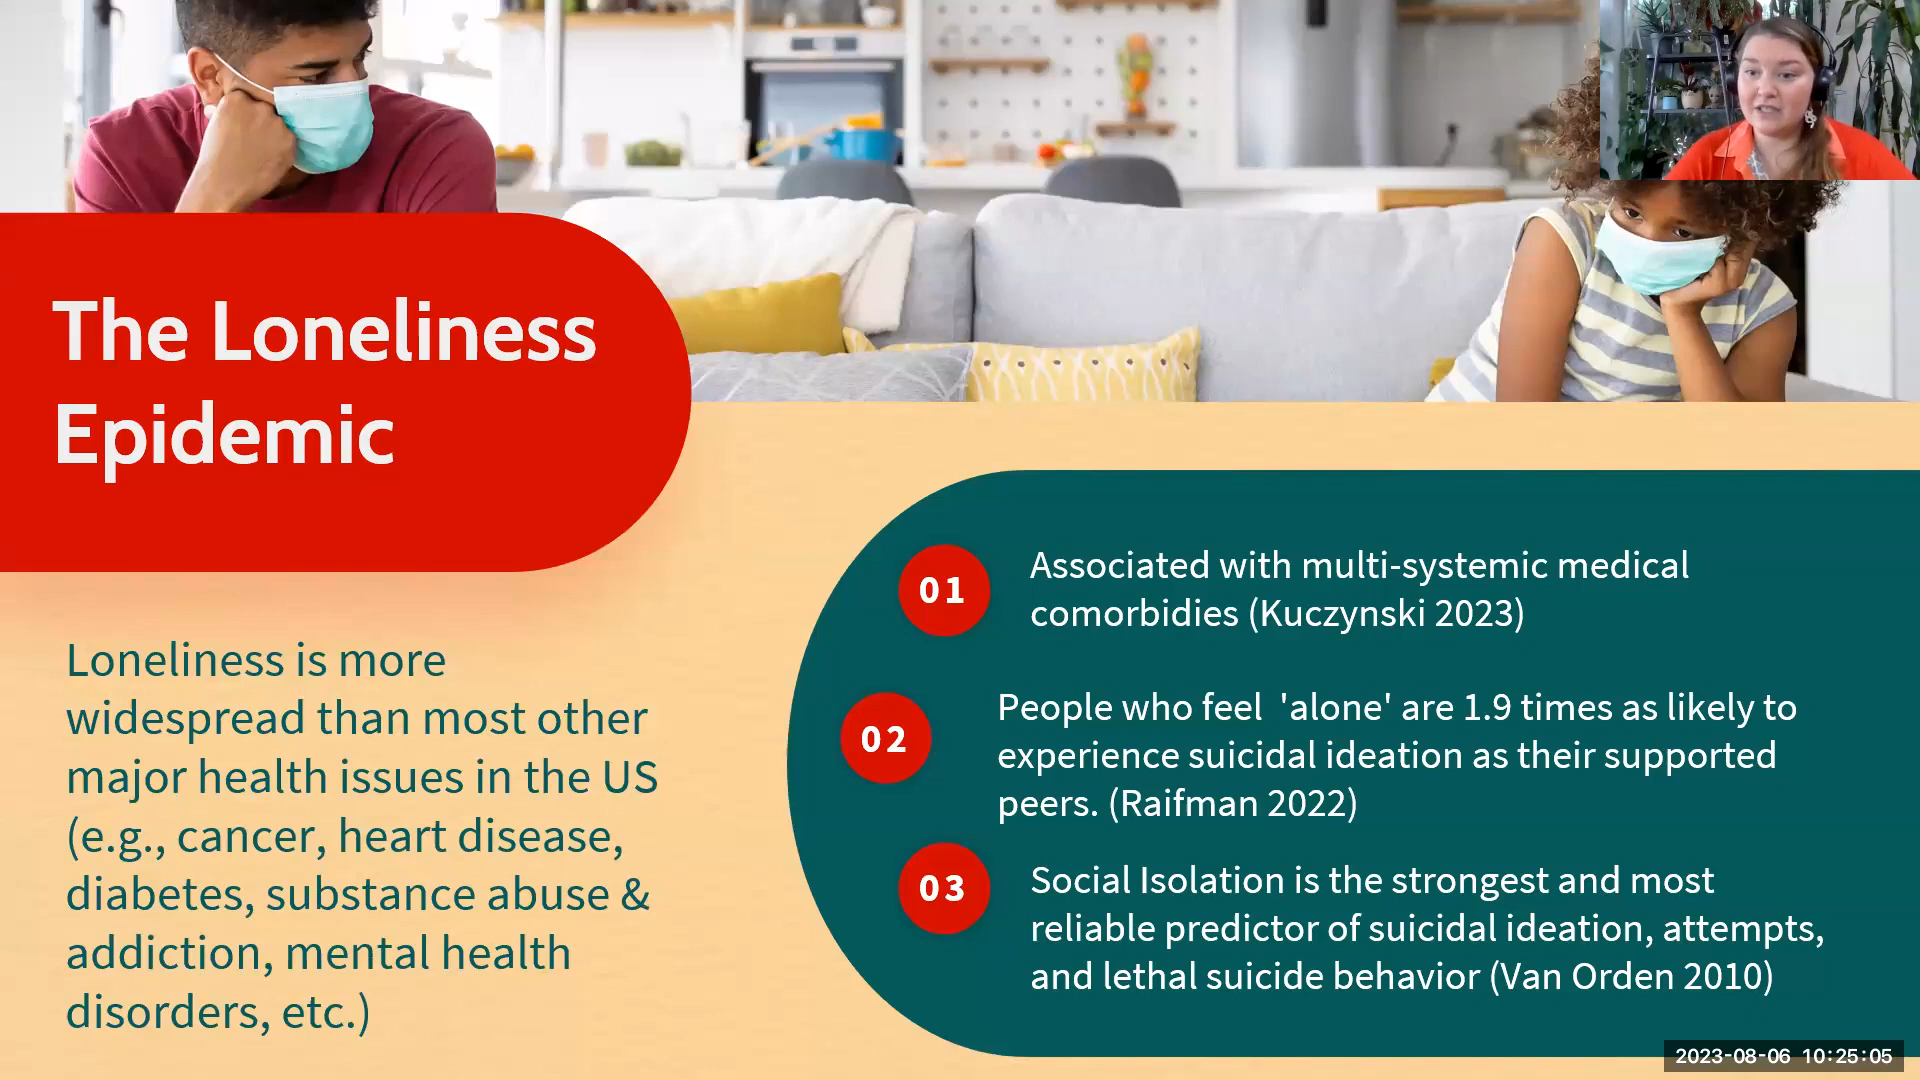 The Loneliness
Epidemic
Loneliness is more
widespread than most other
major health issues in the US
(e.g., cancer, heart disease,
diabetes, substance abuse &
addiction, mental health
disorders, etc.)
01
Associated with multi-systemic medical
comorbidies (Kuczynski 2023)
02
People who feel  'alone' are 1.9 times as likely to
experience suicidal ideation as their supported
peers. (Raifman 2022)
03
Social Isolation is the strongest and most
reliable predictor of suicidal ideation, attempts,
and lethal suicide behavior (Van Orden 2010)
2023-08-06 10:25:05